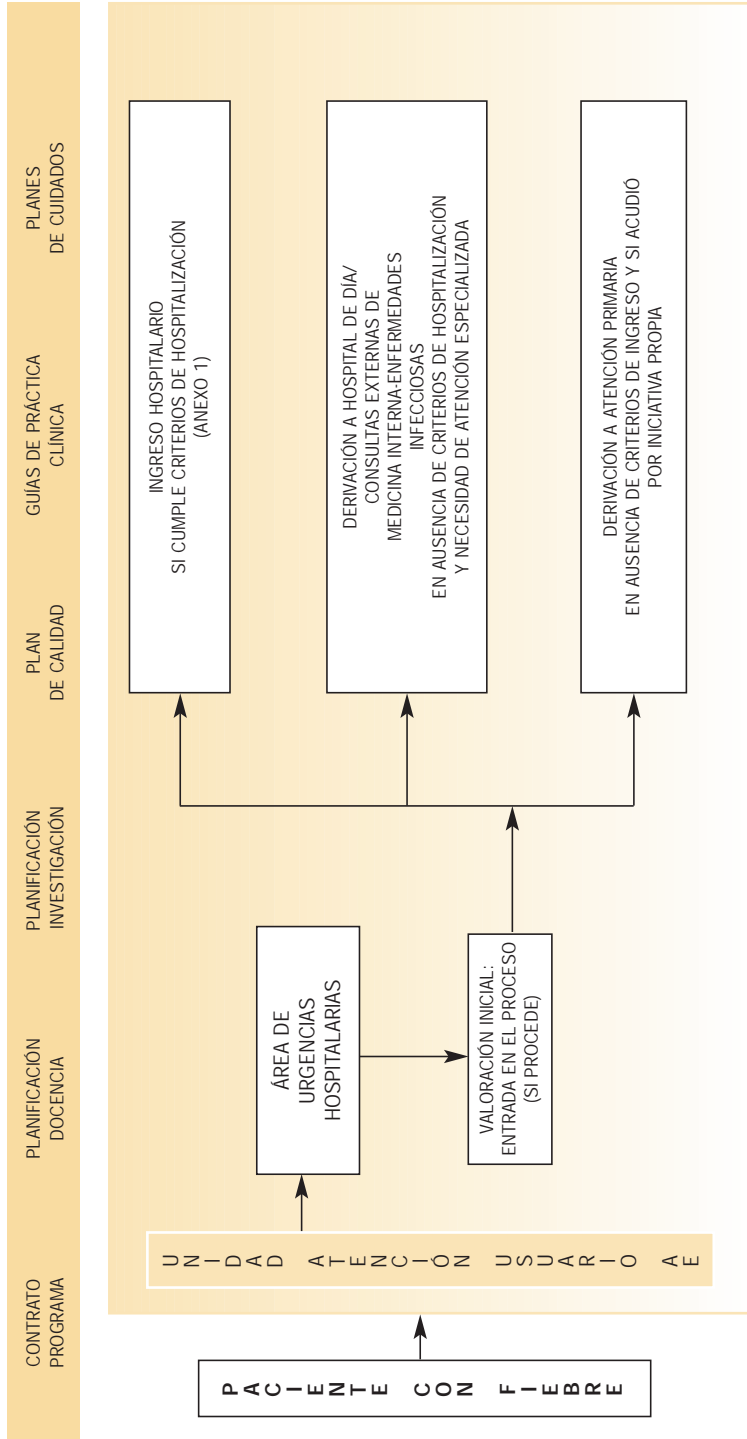 CONTRATO
PROGRAMA
PLANIFICACIÓN
DOCENCIA
PLANIFICACIÓN
INVESTIGACIÓN
PLAN
DE CALIDAD
GUÍAS DE PRÁCTICA
CLÍNICA
PLANES
DE CUIDADOS
PACIENTE CON FIEBRE
UNIDAD ATENCIÓN USUARIO AE
ÁREA DE
URGENCIAS
HOSPITALARIAS
VALORACIÓN INICIAL:
ENTRADA EN EL PROCESO
(SI PROCEDE)
INGRESO HOSPITALARIO
SI CUMPLE CRITERIOS DE HOSPITALIZACIÓN
(ANEXO 1)
DERIVACIÓN A HOSPITAL DE DÍA/
CONSULTAS EXTERNAS DE
MEDICINA INTERNA-ENFERMEDADES
INFECCIOSAS
EN AUSENCIA DE CRITERIOS DE HOSPITALIZACIÓN
Y NECESIDAD DE ATENCIÓN ESPECIALIZADA
DERIVACIÓN A ATENCIÓN PRIMARIA
EN AUSENCIA DE CRITERIOS DE INGRESO Y SI ACUDIÓ
POR INICIATIVA PROPIA